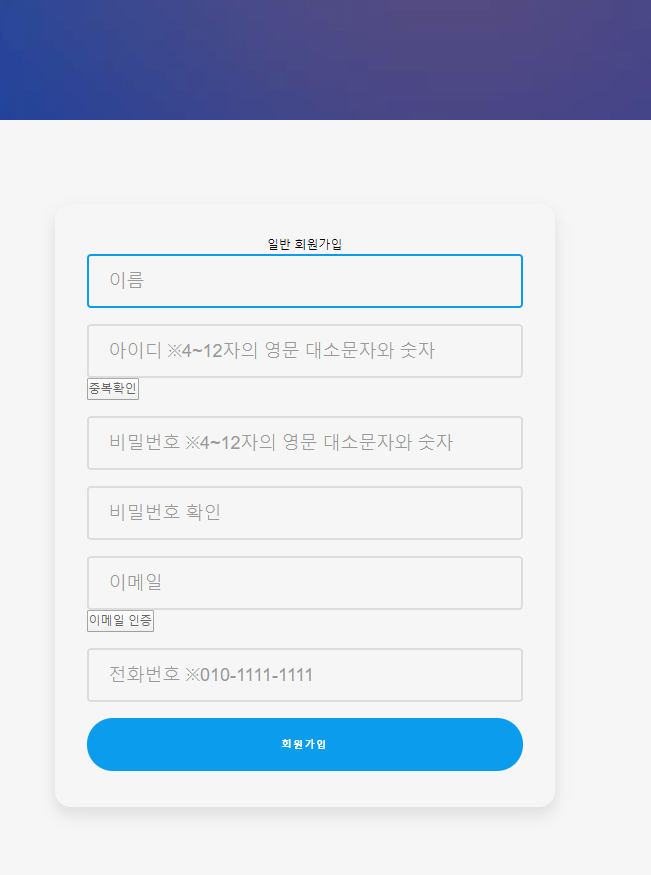 일반 회원가입
이름
아이디 ※4~12자의 영문 대소문자와 숫자
중복확인
비밀번호 ※4~12자의 영문 대소문자와 숫자
비밀번호 확인
이메일
이메일 인증
전화번호 ※010-1111-1111
회원가입